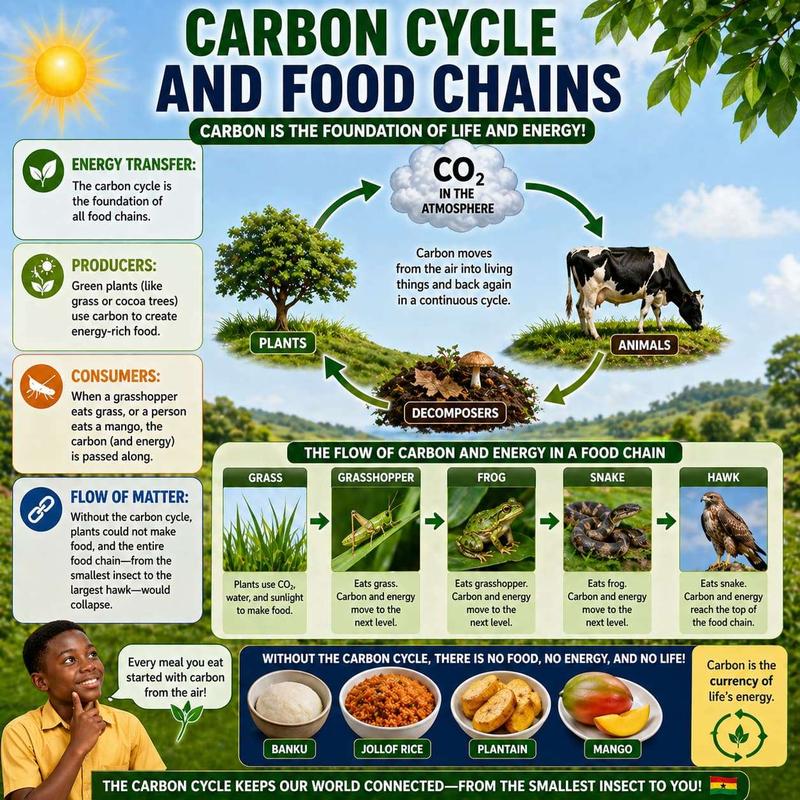 CARBON CYCLE
AND FOOD CHAINS
CARBON IS THE FOUNDATION OF LIFE AND ENERGY!
ENERGY TRANSFER:
The carbon cycle is
the foundation of
all food chains.
PRODUCERS:
Green plants (like
grass or cocoa trees)
use carbon to create
energy-rich food.
CONSUMERS:
When a grasshopper
eats grass, or a person
eats a mango, the
carbon (and energy)
is passed along.
FLOW OF MATTER:
Without the carbon cycle,
plants could not make
food, and the entire
food chain—from the
smallest insect to the
largest hawk—would
collapse.
CO₂
IN THE
ATMOSPHERE
Carbon moves
from the air into living
things and back again
in a continuous cycle.
PLANTS
ANIMALS
DECOMPOSERS
THE FLOW OF CARBON AND ENERGY IN A FOOD CHAIN
GRASS
Plants use CO₂,
water, and sunlight
to make food.
GRASSHOPPER
Eats grass.
Carbon and energy
move to the
next level.
FROG
Eats grasshopper.
Carbon and energy
move to the
next level.
SNAKE
Eats frog.
Carbon and energy
move to the
next level.
HAWK
Eats snake.
Carbon and energy
reach the top of
the food chain.
Every meal you eat
started with carbon
from the air!
WITHOUT THE CARBON CYCLE, THERE IS NO FOOD, NO ENERGY, AND NO LIFE!
BANKU
JOLLOF RICE
PLANTAIN
MANGO
Carbon is the
currency of
life's energy.
THE CARBON CYCLE KEEPS OUR WORLD CONNECTED—FROM THE SMALLEST INSECT TO YOU!